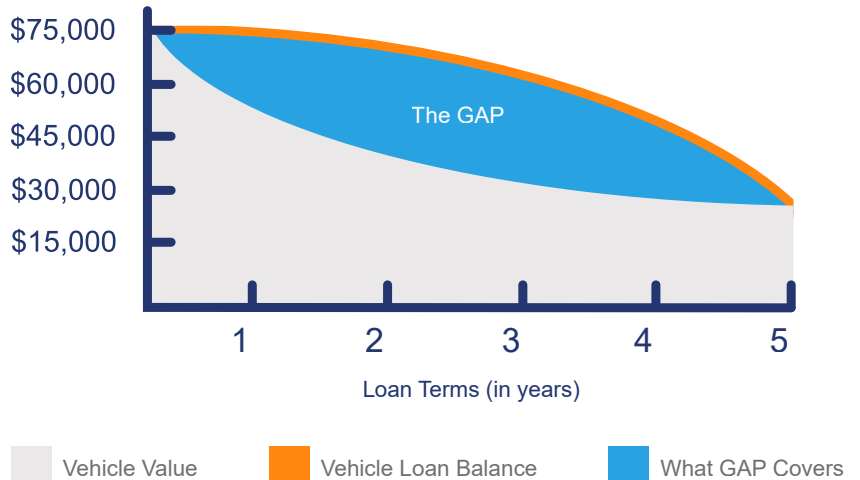 $75,000
$60,000
The GAP
$45,000
$30,000
$15,000
1 2 3 4 5
Loan Terms (in years)
Vehicle Value Vehicle Loan Balance What GAP Covers